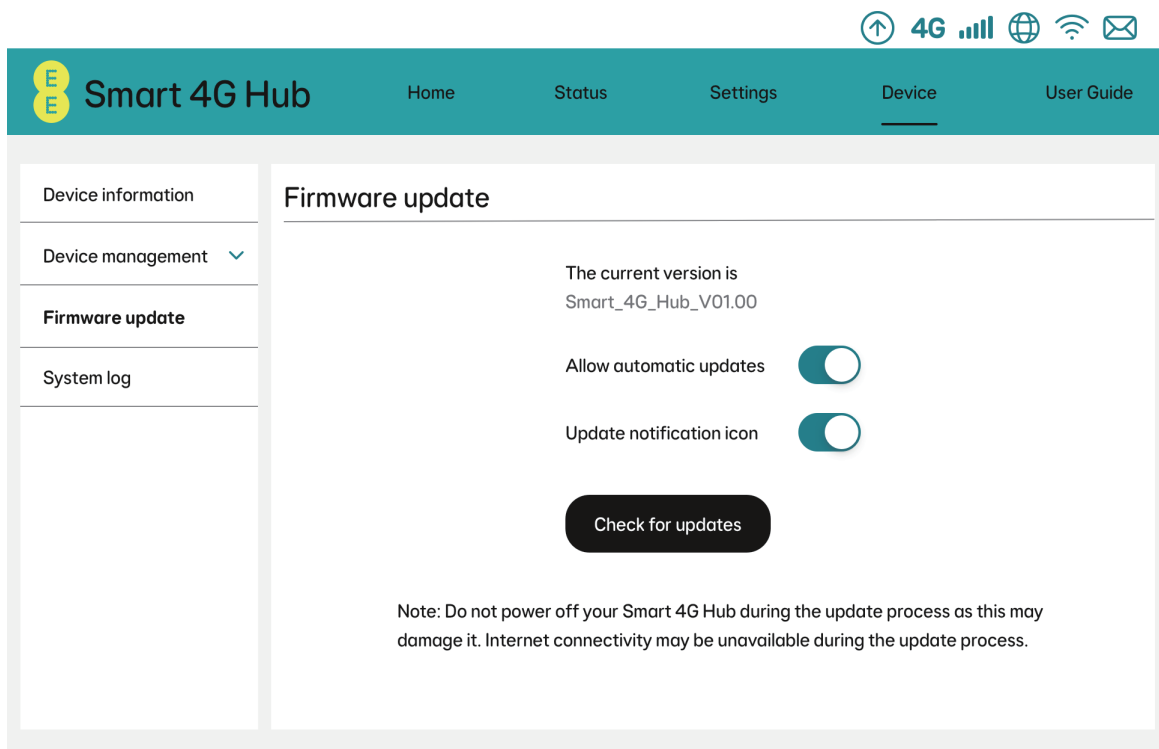 4G
E
E
Smart 4G Hub
Home
Status
Settings
Device
User Guide
Device information
Device management
Firmware update
System log
Firmware update
The current version is
Smart_4G_Hub_V01.00
Allow automatic updates
Update notification icon
Check for updates
Note: Do not power off your Smart 4G Hub during the update process as this may
damage it. Internet connectivity may be unavailable during the update process.